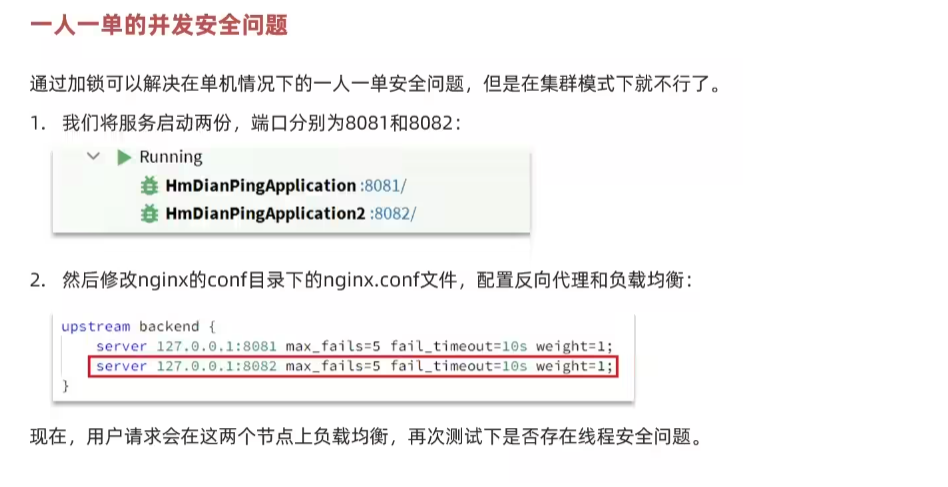 一人一单的并发安全问题
通过加锁可以解决在单机情况下的一人一单安全问题，但是在集群模式下就不行了。
1. 我们将服务启动两份，端口分别为8081和8082：
Running
HmDianPingApplication :8081/
HmDianPingApplication2 :8082/
2. 然后修改nginx的conf目录下的nginx.conf文件，配置反向代理和负载均衡：
upstream backend {
server 127.0.0.1:8081 max_fails=5 fail_timeout=10s weight=1;
server 127.0.0.1:8082 max_fails=5 fail_timeout=10s weight=1;
}
现在，用户请求会在这两个节点上负载均衡，再次测试下是否存在线程安全问题。